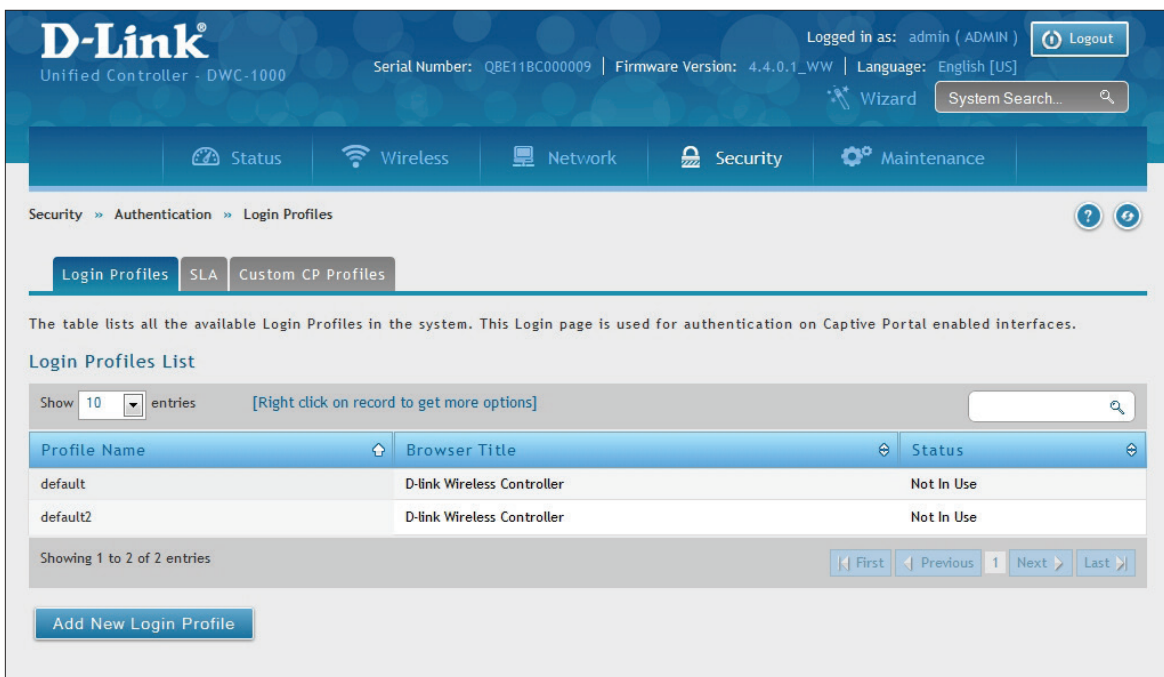 D-Link®
Unified Controller - DWC-1000
Logged in as: admin ( ADMIN ) Logout
Serial Number: QBE11BC000009 | Firmware Version: 4.4.0.1_WW | Language: English [US]
Wizard System Search...
Status Wireless Network Security Maintenance
Security » Authentication » Login Profiles
Login Profiles SLA Custom CP Profiles
The table lists all the available Login Profiles in the system. This Login page is used for authentication on Captive Portal enabled interfaces.
Login Profiles List
Show 10 entries [Right click on record to get more options]
Profile Name Browser Title Status
default D-link Wireless Controller Not In Use
default2 D-link Wireless Controller Not In Use
Showing 1 to 2 of 2 entries First Previous 1 Next Last
Add New Login Profile